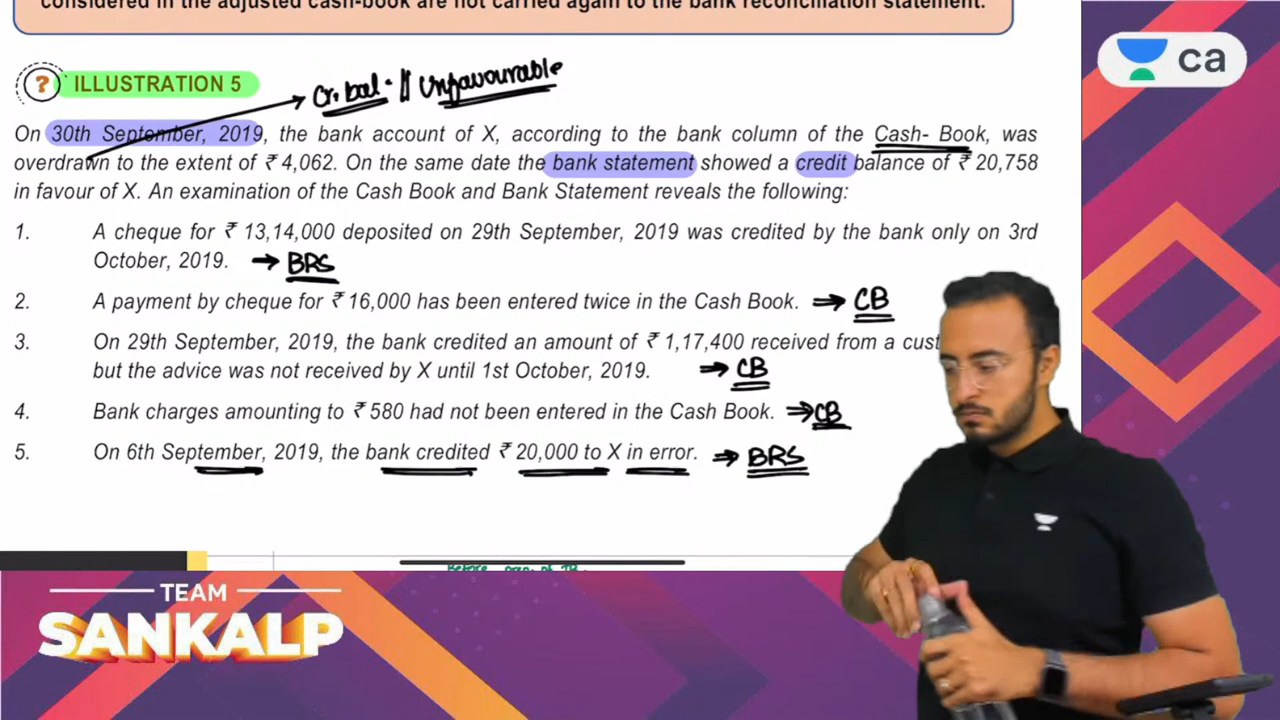 considered in the adjusted cash-book are not carried again to the bank reconciliation statement.
ca
? ILLUSTRATION 5
Cr. bal. Unfavourable
On 30th September, 2019, the bank account of X, according to the bank column of the Cash- Book, was
overdrawn to the extent of ₹ 4,062. On the same date the bank statement showed a credit balance of ₹ 20,758
in favour of X. An examination of the Cash Book and Bank Statement reveals the following:
1. A cheque for ₹ 13,14,000 deposited on 29th September, 2019 was credited by the bank only on 3rd
October, 2019. → BRS
2. A payment by cheque for ₹ 16,000 has been entered twice in the Cash Book. → CB
3. On 29th September, 2019, the bank credited an amount of ₹ 1,17,400 received from a cust
but the advice was not received by X until 1st October, 2019. → CB
4. Bank charges amounting to ₹ 580 had not been entered in the Cash Book. → CB
5. On 6th September, 2019, the bank credited ₹ 20,000 to X in error. → BRS
TEAM
SANKALP